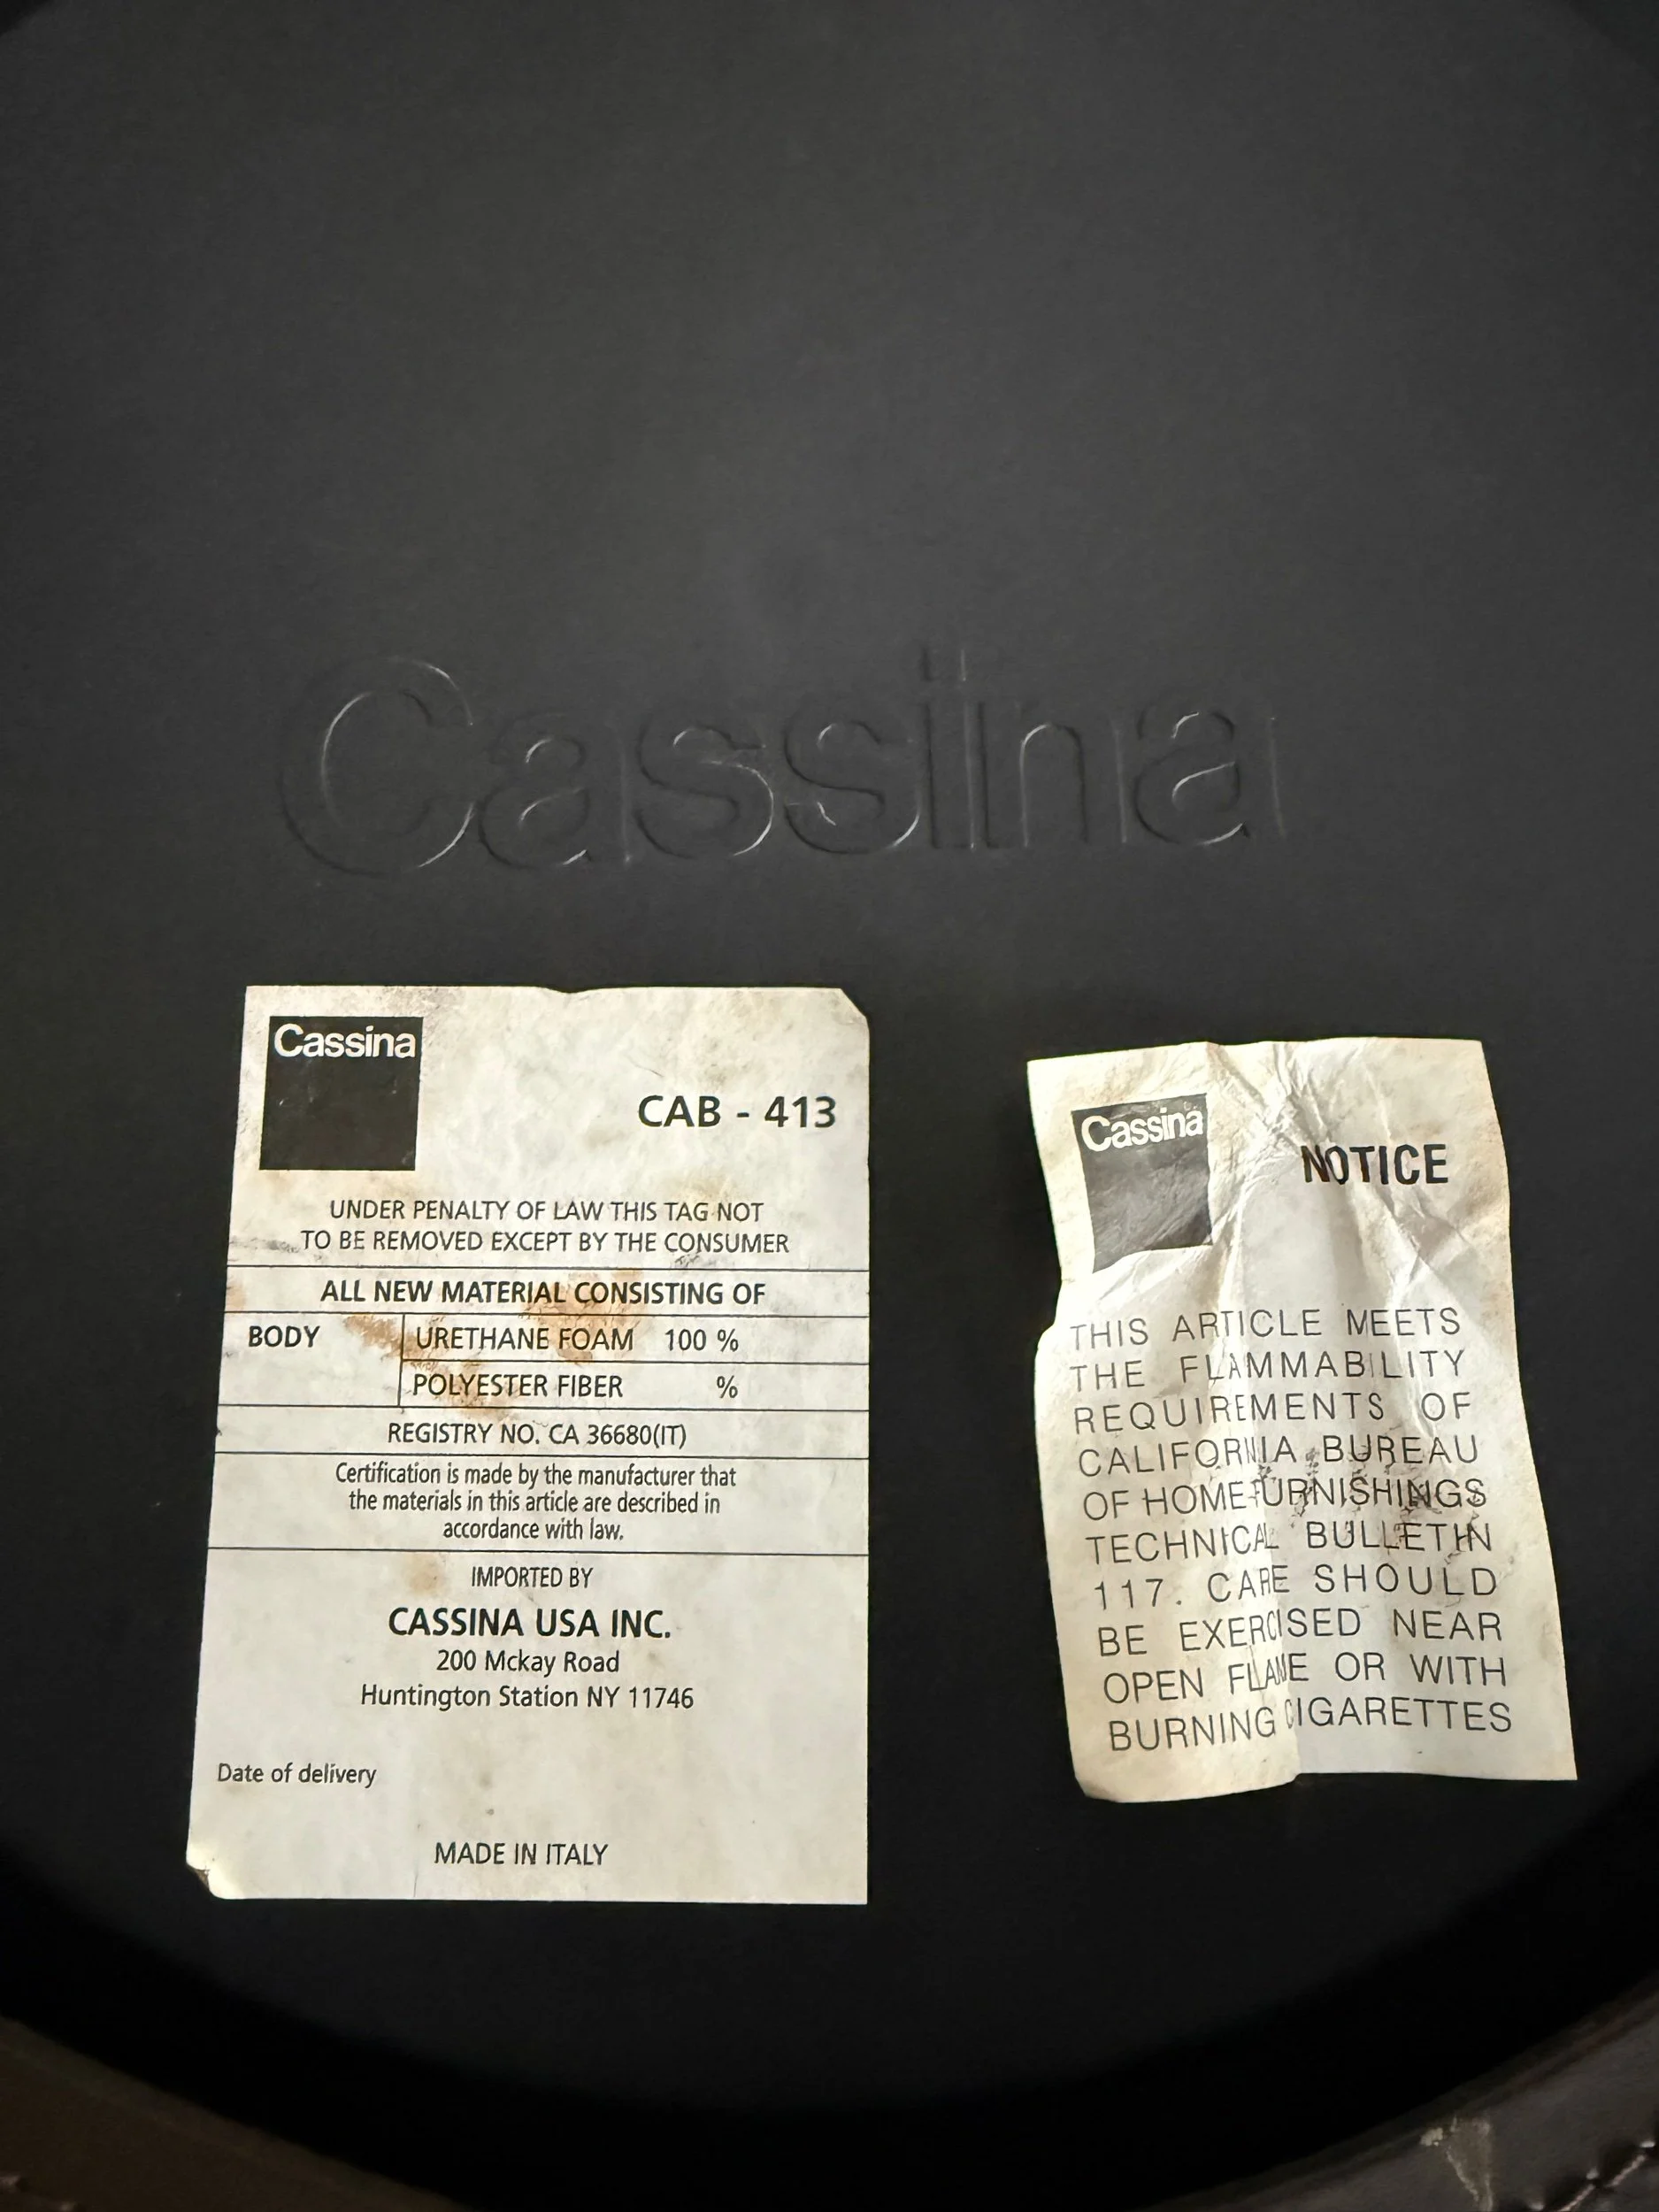 Cassina
Cassina
CAB - 413
UNDER PENALTY OF LAW THIS TAG NOT
TO BE REMOVED EXCEPT BY THE CONSUMER
ALL NEW MATERIAL CONSISTING OF
BODY URETHANE FOAM 100 %
POLYESTER FIBER %
REGISTRY NO. CA 36680(IT)
Certification is made by the manufacturer that
the materials in this article are described in
accordance with law.
IMPORTED BY
CASSINA USA INC.
200 Mckay Road
Huntington Station NY 11746
Date of delivery
MADE IN ITALY
Cassina
NOTICE
THIS ARTICLE MEETS
THE FLAMMABILITY
REQUIREMENTS OF
CALIFORNIA BUREAU
OF HOME FURNISHINGS
TECHNICAL BULLETIN
117. CARE SHOULD
BE EXERCISED NEAR
OPEN FLAME OR WITH
BURNING CIGARETTES